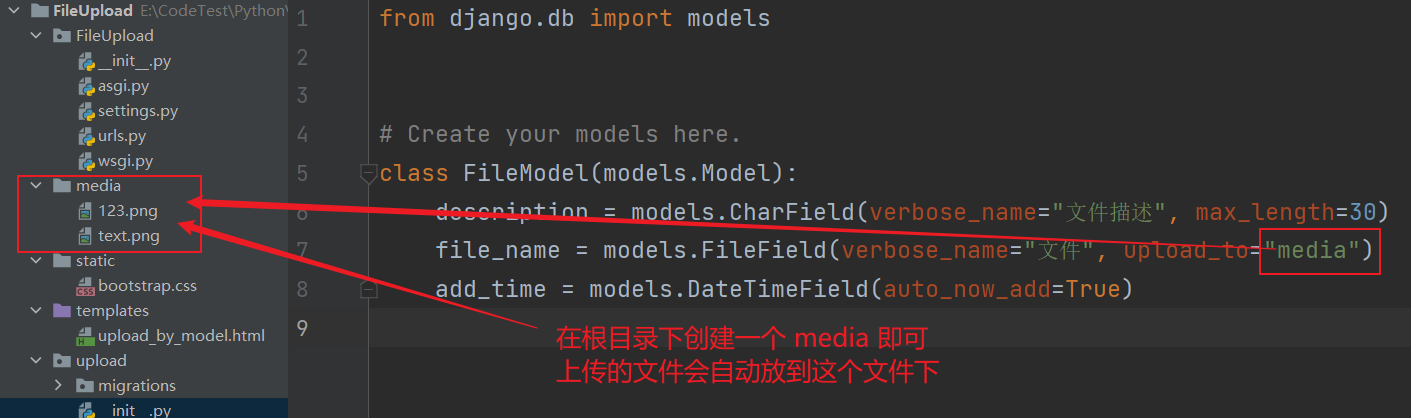 FileUpload E:\CodeTest\Python\
FileUpload
__init__.py
asgi.py
settings.py
urls.py
wsgi.py
media
123.png
text.png
static
bootstrap.css
templates
upload_by_model.html
upload
migrations
__init__.py
1 from django.db import models
2
3
4 # Create your models here.
5 class FileModel(models.Model):
6 description = models.CharField(verbose_name="文件描述", max_length=30)
7 file_name = models.FileField(verbose_name="文件", upload_to="media")
8 add_time = models.DateTimeField(auto_now_add=True)
9
在根目录下创建一个 media 即可
上传的文件会自动放到这个文件下